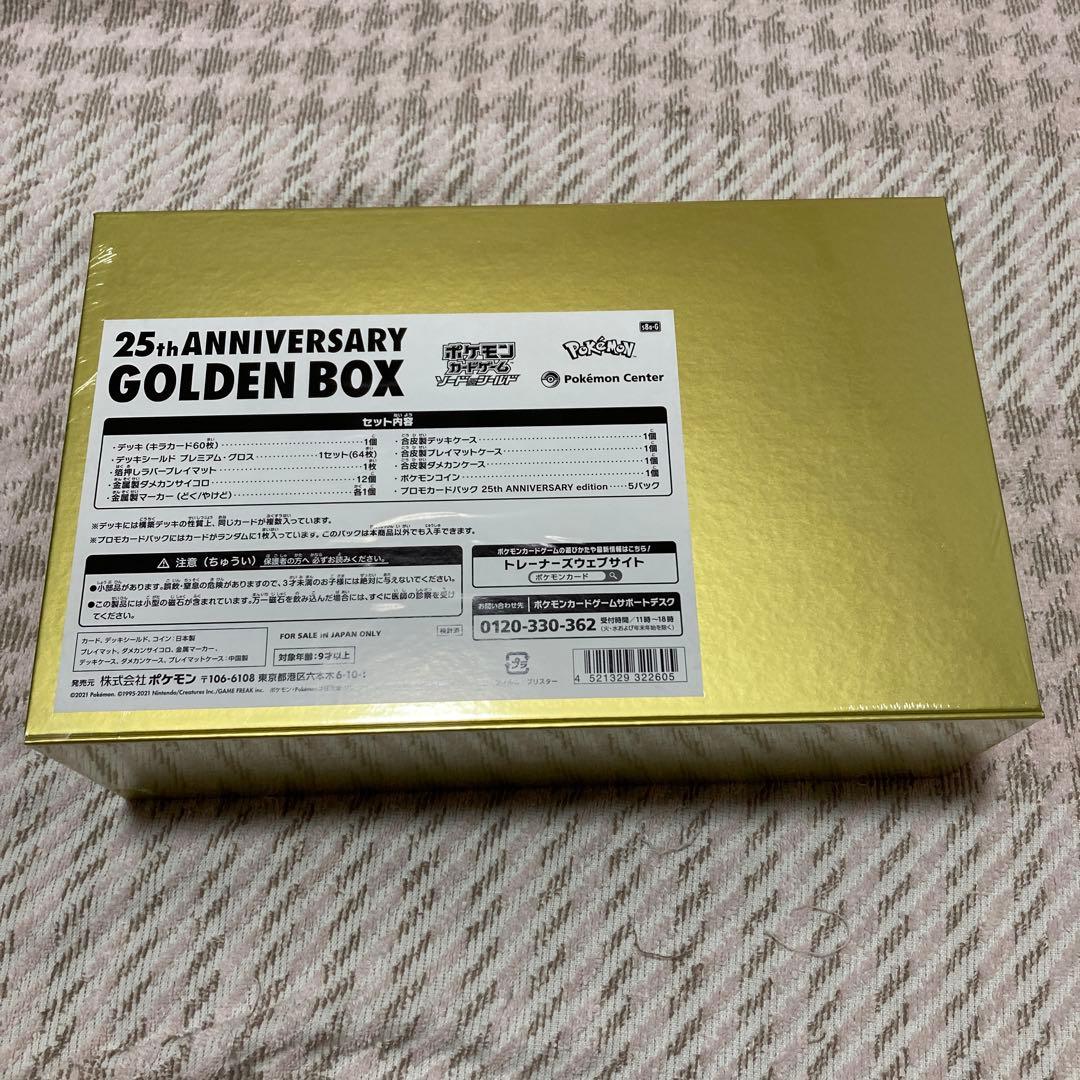 25th ANNIVERSARY
GOLDEN BOX
ポケモン
カードゲーム
ソード&シールド
s8a-G
POKéMON
Pokémon Center
セット内容
・デッキ(キラカード60枚)……1個
・デッキシールド プレミアム・グロス……1セット(64枚)
・箔押しラバープレイマット……1枚
・金属製ダメカンサイコロ……12個
・金属製マーカー(どく/やけど)……各1個
・合皮製デッキケース……1個
・合皮製プレイマットケース……1個
・合皮製ダメカンケース……1個
・ポケモンコイン……1個
・プロモカードパック 25th ANNIVERSARY edition……5パック
※デッキには構築デッキの性質上、同じカードが複数入っています。
※プロモカードパックにはカードがランダムに1枚入っています。このパックは本商品以外でも入手できます。
注意(ちゅうい) 保護者の方へ 必ずお読みください。
●小部品があります。誤飲・窒息の危険がありますので、3才未満のお子様には絶対に与えないでください。
●この製品には小型の磁石が含まれています。万一磁石を飲み込んだ場合には、すぐに医師の診察を受け
てください。
ポケモンカードゲームの遊びかたや最新情報はこちら!
トレーナーズウェブサイト
ポケモンカード
お問い合わせ先 ポケモンカードゲームサポートデスク
0120-330-362 受付時間/11時~18時
(火・水および年末年始を除く)
カード、デッキシールド、コイン:日本製
プレイマット、ダメカンサイコロ、金属マーカー、
デッキケース、ダメカンケース、プレイマットケース:中国製
FOR SALE IN JAPAN ONLY
検針済
対象年齢:9才以上
発売元 株式会社 ポケモン 〒106-6108 東京都港区六本木6-10-1
©2021 Pokémon. ©1995-2021 Nintendo/Creatures Inc./GAME FREAK inc.
プラ
4 521329 322605